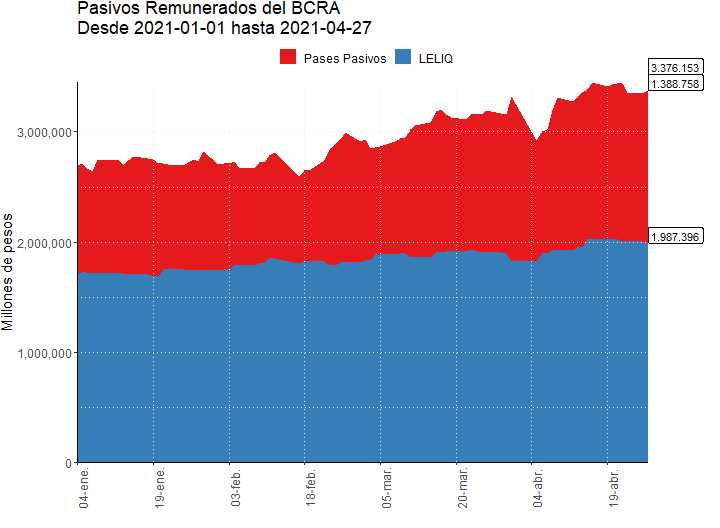 Pasivos Remunerados del BCRA
Desde 2021-01-01 hasta 2021-04-27
Pases Pasivos
LELIQ
3.376.153
1.388.758
1.987.396
Millones de pesos
3,000,000
2,000,000
1,000,000
0
04-ene.
19-ene.
03-feb.
18-feb.
05-mar.
20-mar.
04-abr.
19-abr.